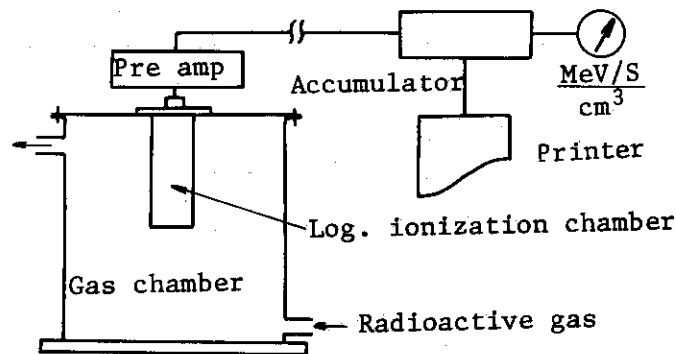 Pre amp
Accumulator
MeV/S
cm³
Printer
Log. ionization chamber
Gas chamber
Radioactive gas